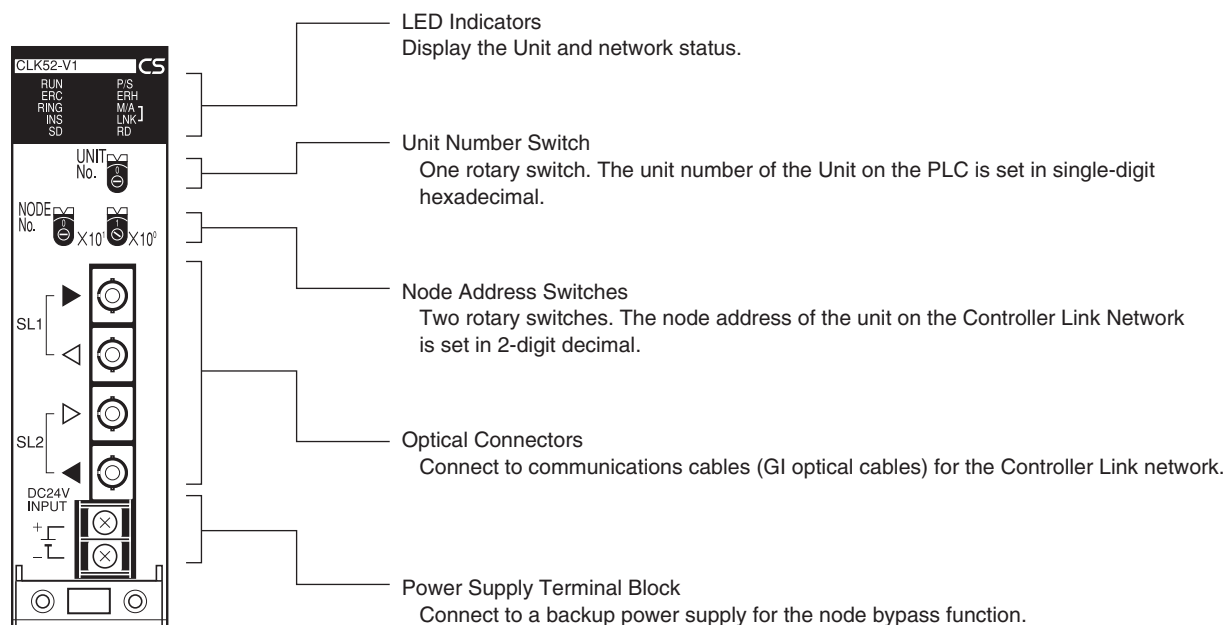 LED Indicators
Display the Unit and network status.
CLK52-V1 CS
RUN P/S
ERC ERH
RING M/A
INS LNK
SD RD
Unit Number Switch
One rotary switch. The unit number of the Unit on the PLC is set in single-digit
hexadecimal.
UNIT
No.
0
NODE
No.
0 X10¹ 1 X10⁰
Node Address Switches
Two rotary switches. The node address of the unit on the Controller Link Network
is set in 2-digit decimal.
SL1
SL2
Optical Connectors
Connect to communications cables (GI optical cables) for the Controller Link network.
DC24V
INPUT
+
−
Power Supply Terminal Block
Connect to a backup power supply for the node bypass function.